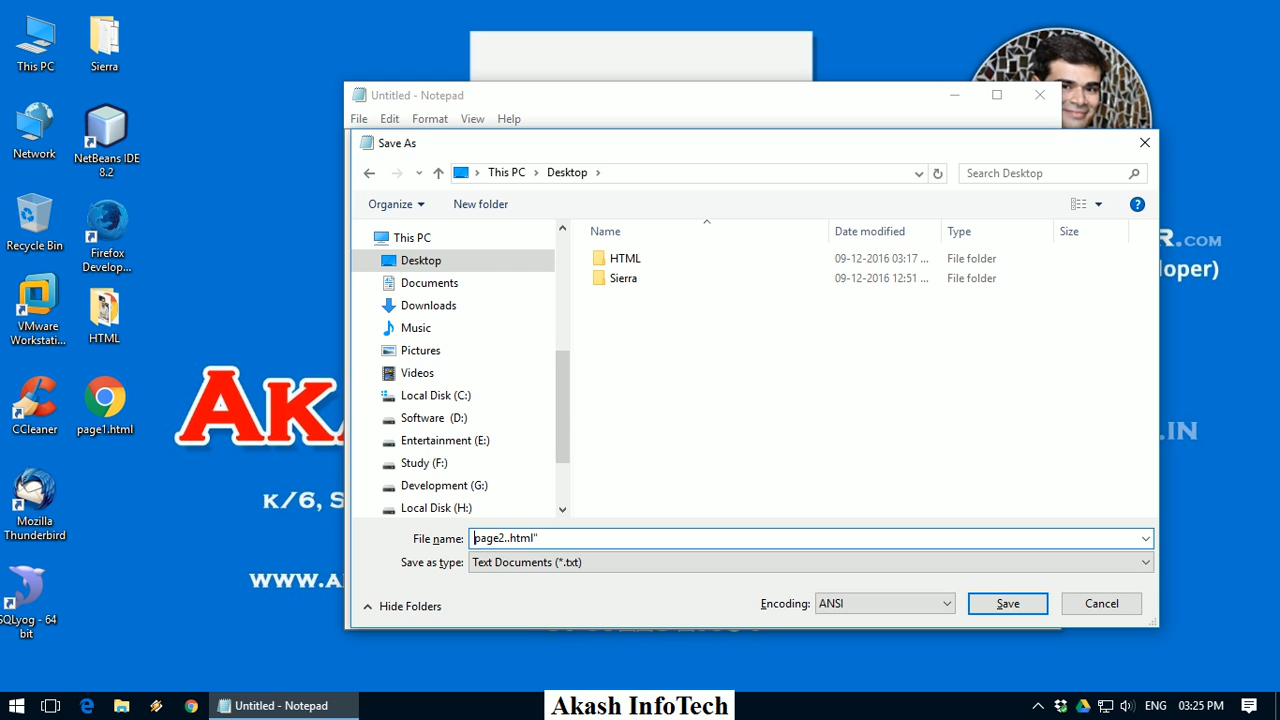 This PC
Sierra
Network
NetBeans IDE
8.2
Recycle Bin
Firefox
Develop...
VMware
Workstati...
HTML
CCleaner
page1.html
Mozilla
Thunderbird
SQLyog - 64
bit
AK
K/6, S
WWW.A
R.COM
loper)
.IN
Untitled - Notepad
File Edit Format View Help
Save As
This PC Desktop
Search Desktop
Organize New folder
This PC
Desktop
Documents
Downloads
Music
Pictures
Videos
Local Disk (C:)
Software (D:)
Entertainment (E:)
Study (F:)
Development (G:)
Local Disk (H:)
Name Date modified Type Size
HTML 09-12-2016 03:17 ... File folder
Sierra 09-12-2016 12:51 ... File folder
File name: page2..html"
Save as type: Text Documents (*.txt)
Hide Folders
Encoding: ANSI Save Cancel
Untitled - Notepad
Akash InfoTech
ENG 03:25 PM